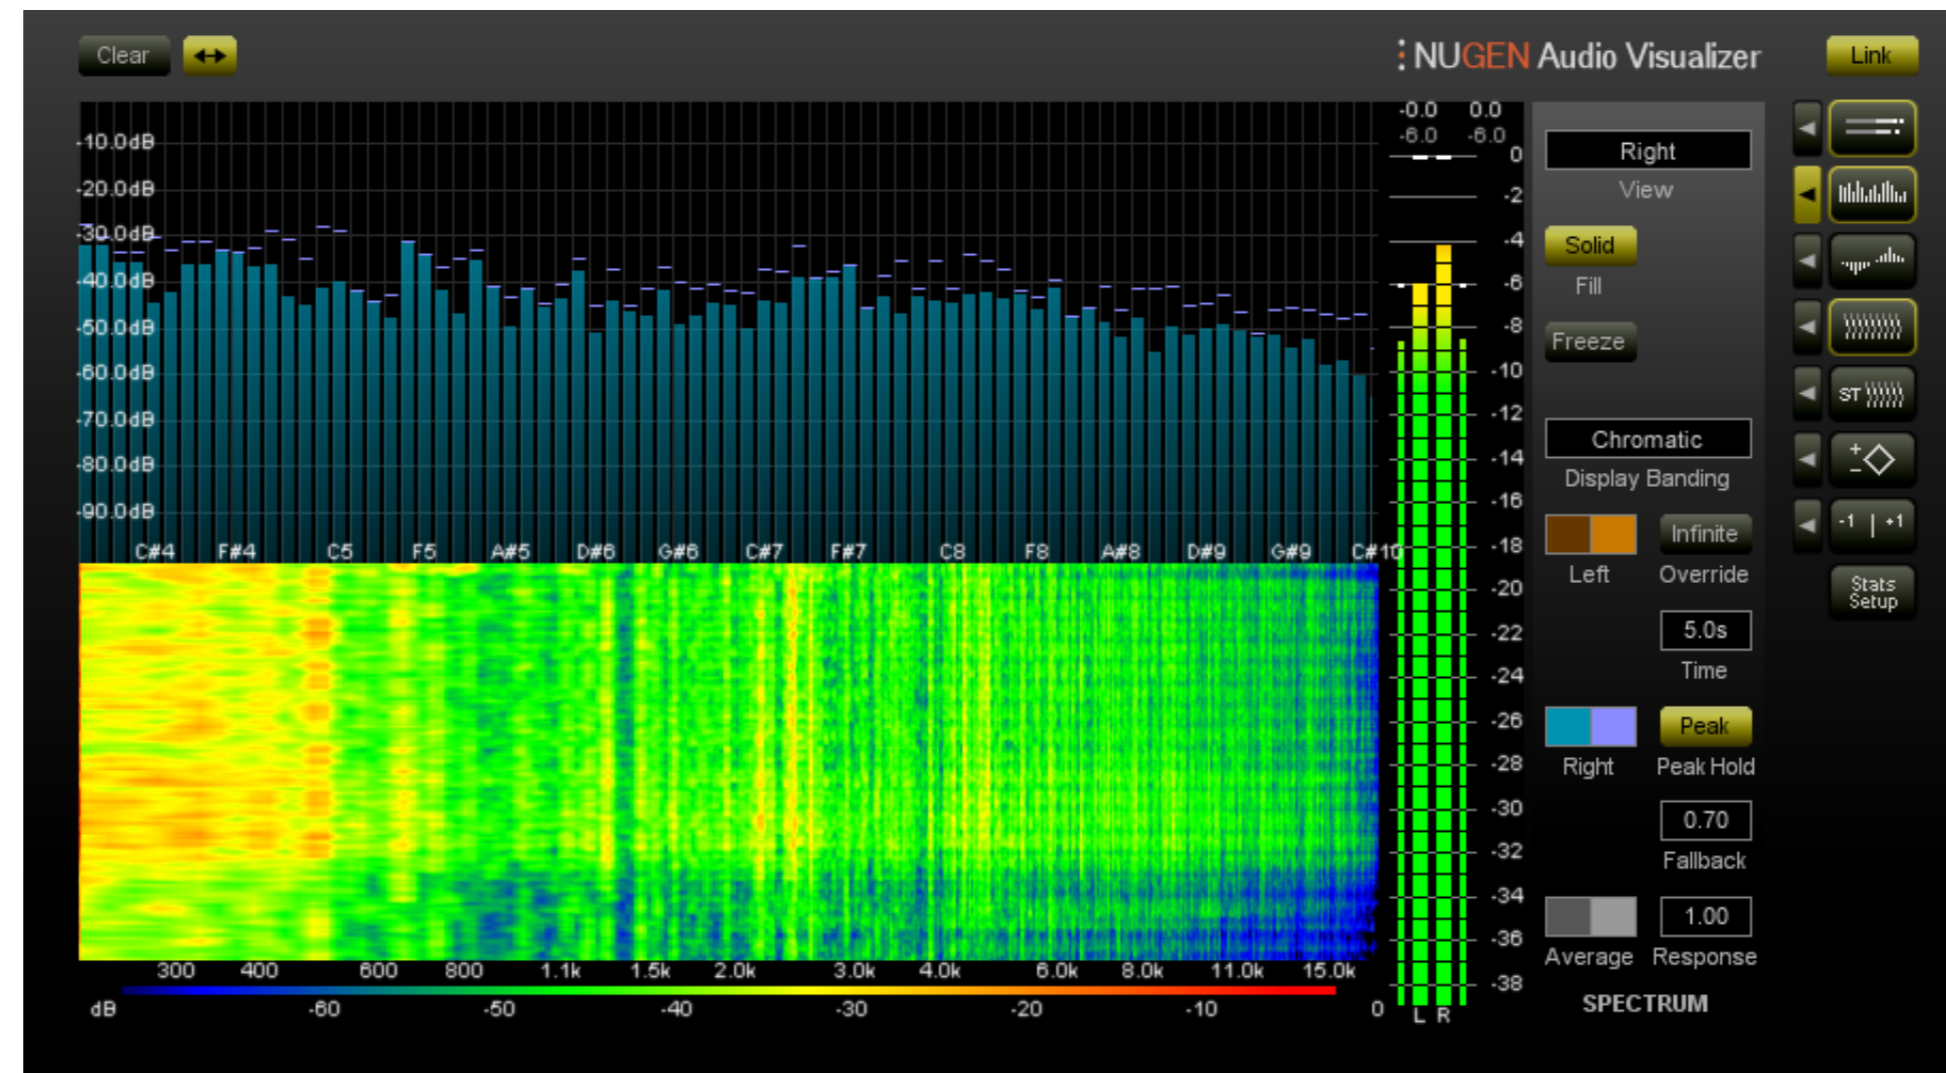 Clear
NUGEN Audio Visualizer
Link
-10.0dB
-20.0dB
-30.0dB
-40.0dB
-50.0dB
-60.0dB
-70.0dB
-80.0dB
-90.0dB
C#4 F#4 C5 F5 A#5 D#6 G#6 C#7 F#7 C8 F8 A#8 D#9 G#9 C#10
300 400 600 800 1.1k 1.5k 2.0k 3.0k 4.0k 6.0k 8.0k 11.0k 15.0k
dB -60 -50 -40 -30 -20 -10 0
-0.0 0.0
-6.0 -6.0
0
-2
-4
-6
-8
-10
-12
-14
-16
-18
-20
-22
-24
-26
-28
-30
-32
-34
-36
-38
L R
Right
View
Solid
Fill
Freeze
Chromatic
Display Banding
Infinite
Left Override
5.0s
Time
Peak
Right Peak Hold
0.70
Fallback
1.00
Average Response
SPECTRUM
ST
+
-
-1 | +1
Stats
Setup